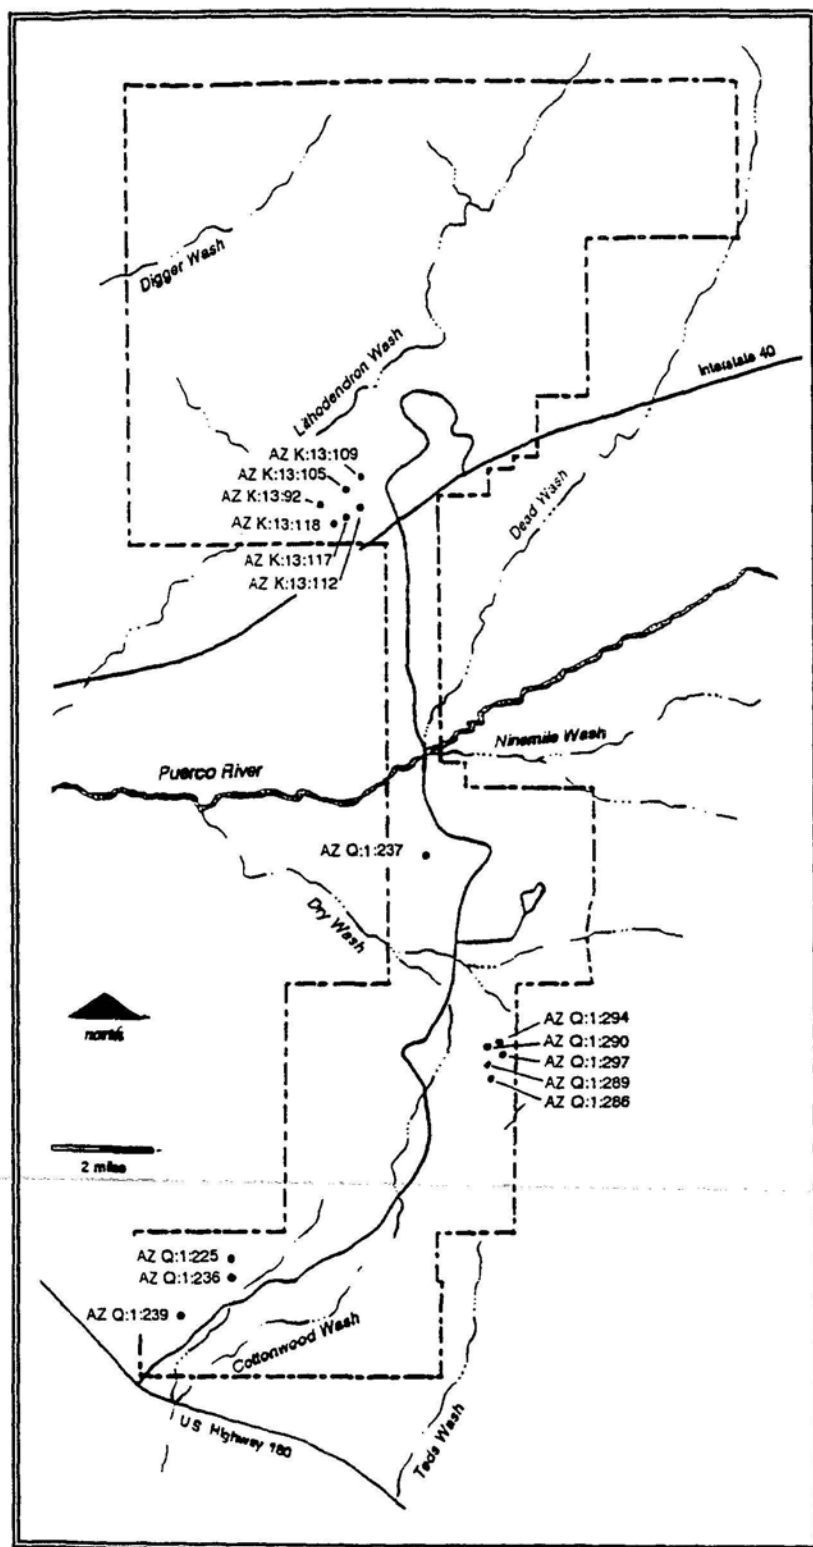 Digger Wash
Lithodendron Wash
Interstate 40
AZ K:13:109
AZ K:13:105
AZ K:13:92
AZ K:13:118
AZ K:13:117
AZ K:13:112
Dead Wash
Ninemile Wash
Puerco River
AZ Q:1:237
Dry Wash
north
AZ Q:1:294
AZ Q:1:290
AZ Q:1:297
AZ Q:1:289
AZ Q:1:286
2 miles
AZ Q:1:225
AZ Q:1:236
AZ Q:1:239
Cottonwood Wash
US Highway 180
Teds Wash